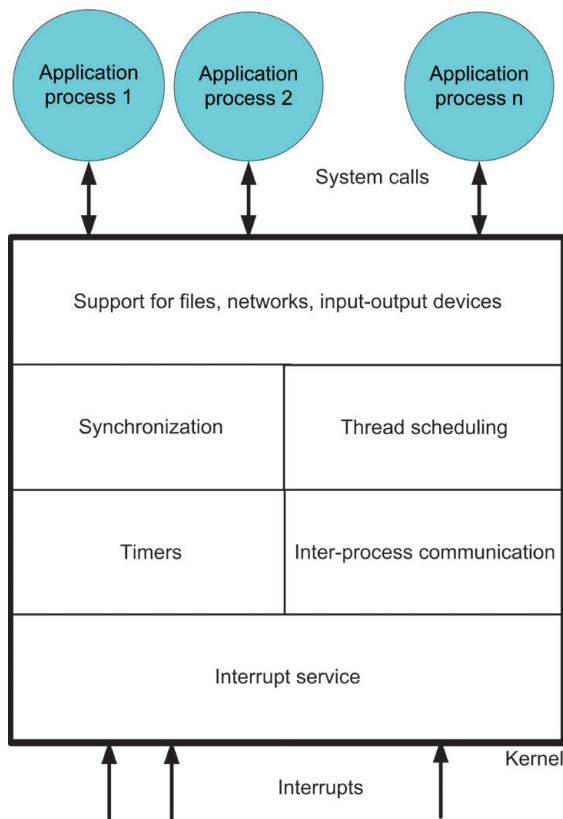 Application
process 1
Application
process 2
Application
process n
System calls
Support for files, networks, input-output devices
Synchronization
Thread scheduling
Timers
Inter-process communication
Interrupt service
Kernel
Interrupts